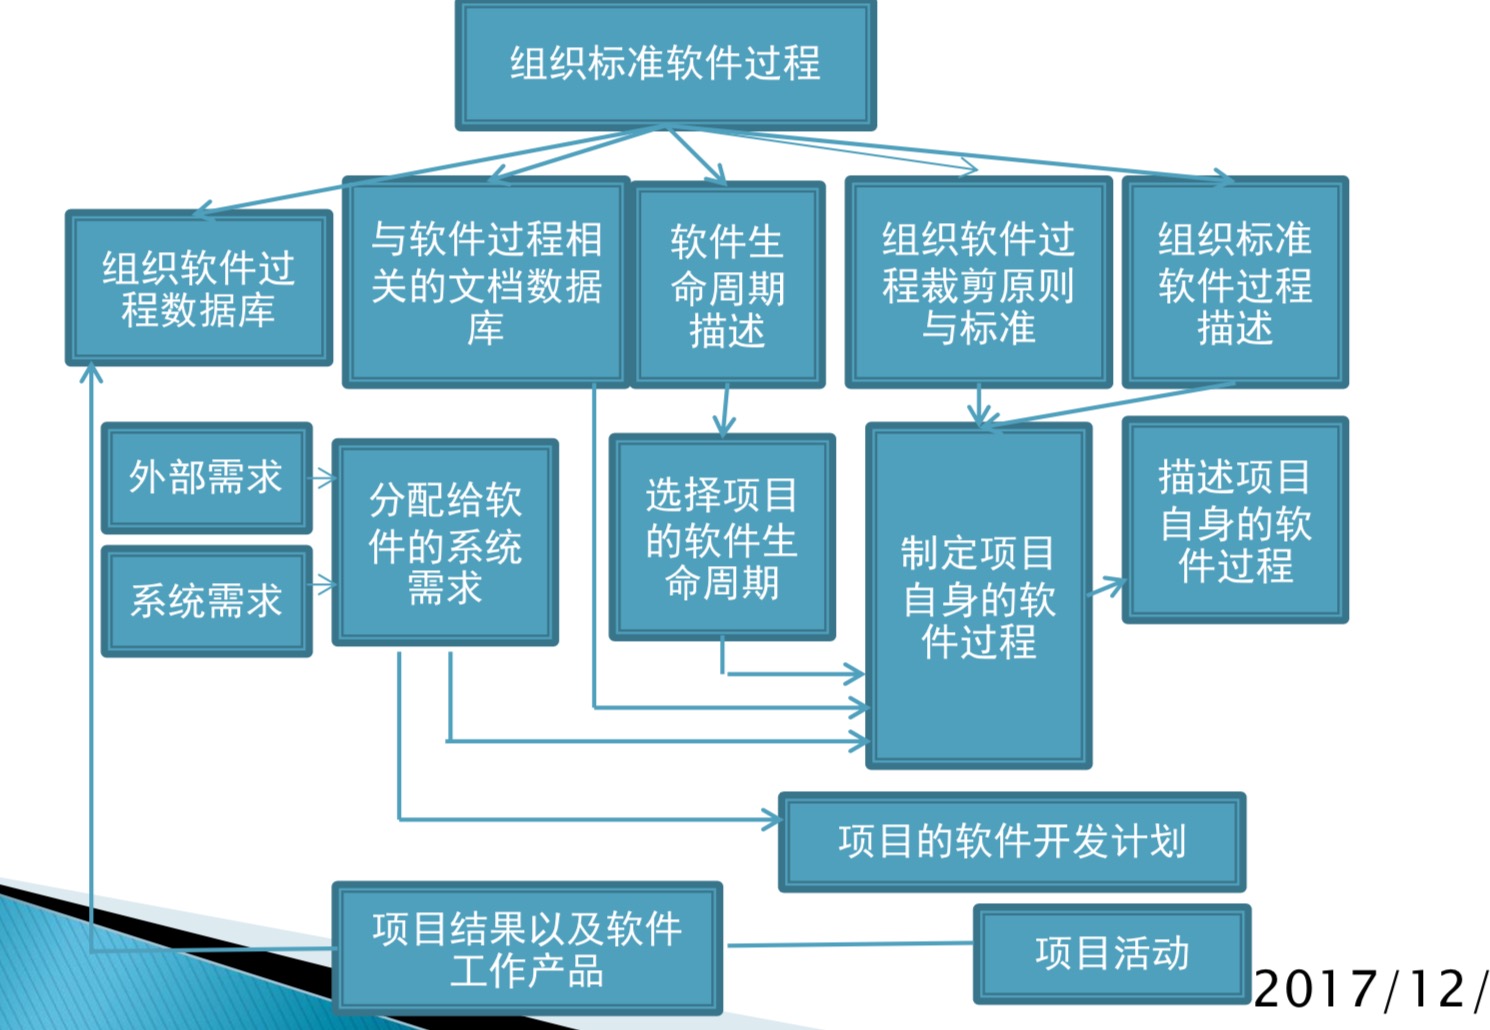 组织标准软件过程
组织软件过
程数据库
与软件过程相
关的文档数据
库
软件生
命周期
描述
组织软件过
程裁剪原则
与标准
组织标准
软件过程
描述
外部需求
系统需求
分配给软
件的系统
需求
选择项目
的软件生
命周期
制定项目
自身的软
件过程
描述项目
自身的软
件过程
项目的软件开发计划
项目结果以及软件
工作产品
项目活动
2017/12/